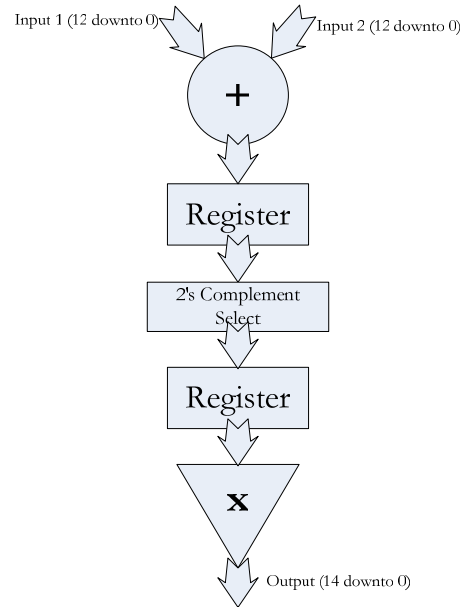 Input 1 (12 downto 0)
Input 2 (12 downto 0)
+
Register
2's Complement
Select
Register
x
Output (14 downto 0)